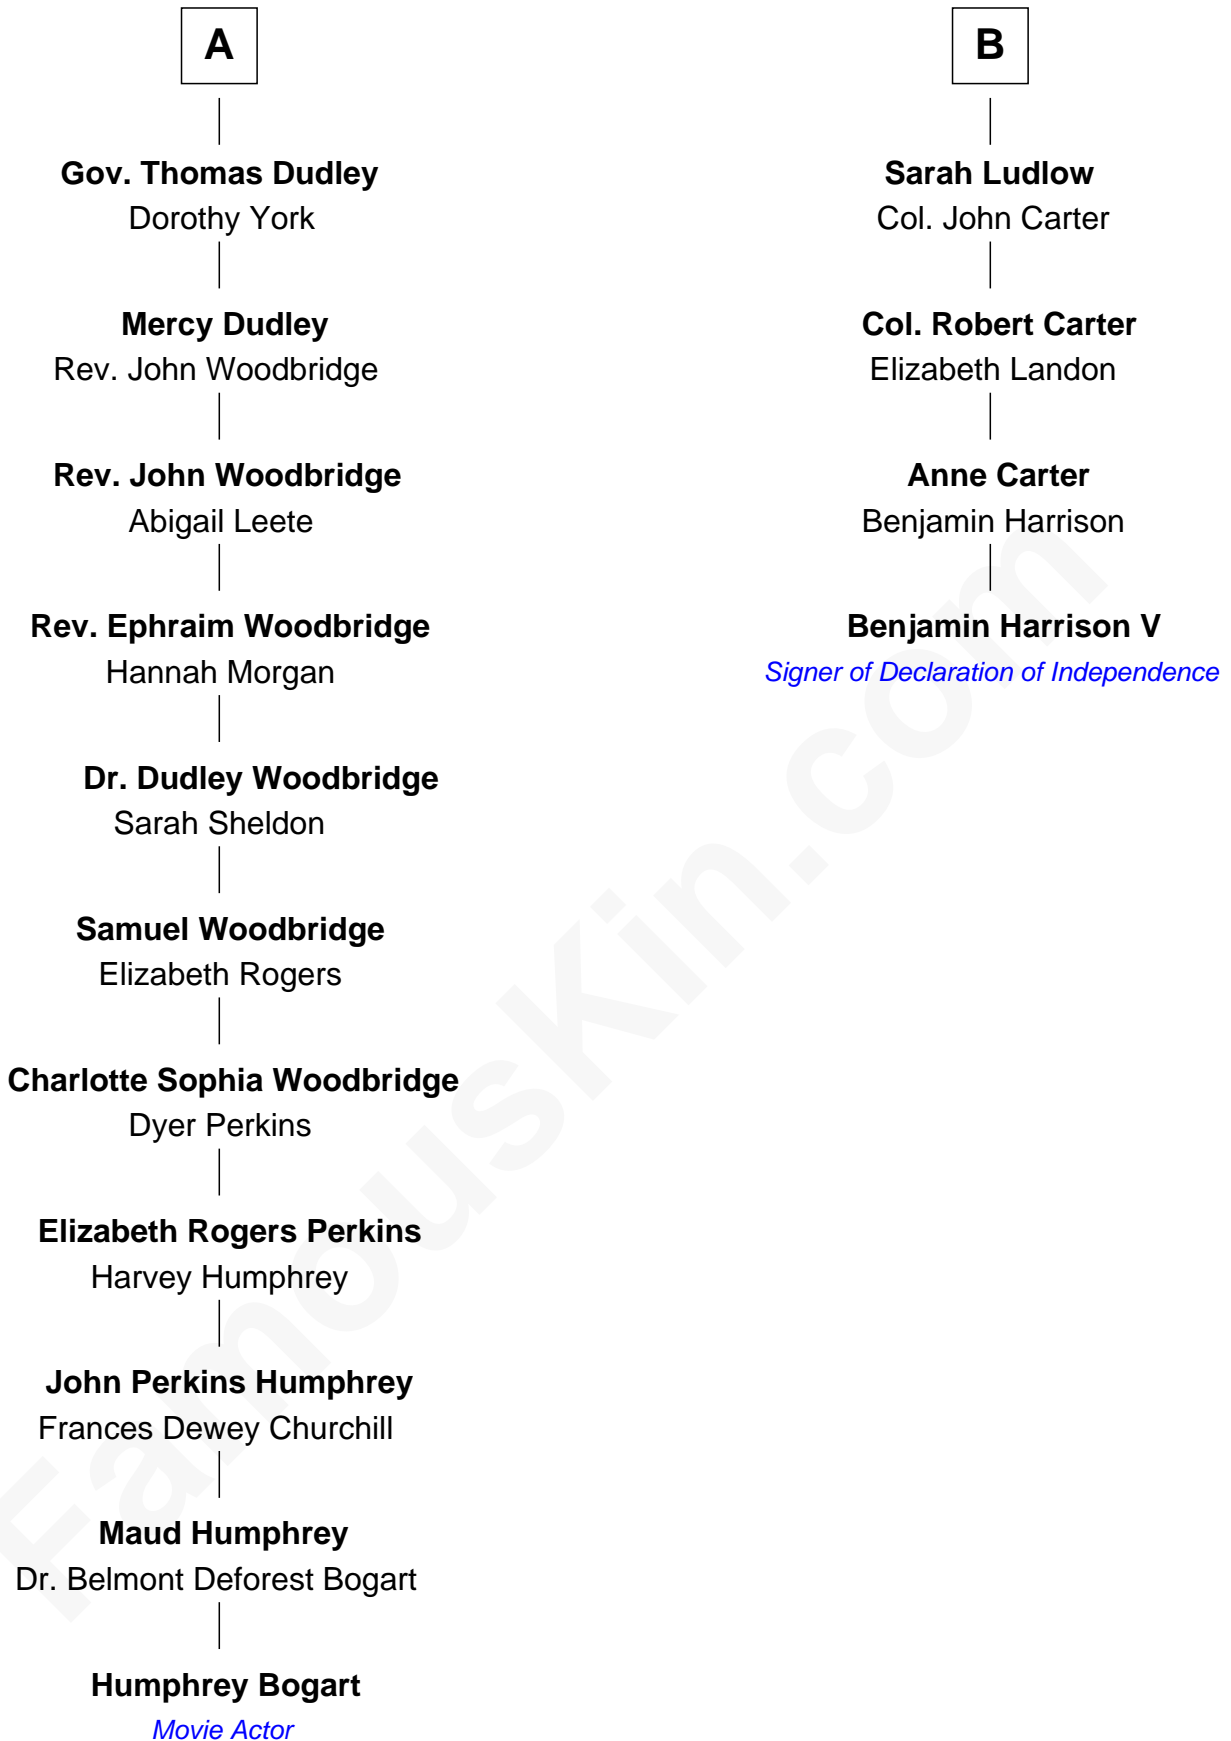 A
Gov. Thomas Dudley
Dorothy York
Mercy Dudley
Rev. John Woodbridge
Rev. John Woodbridge
Abigail Leete
Rev. Ephraim Woodbridge
Hannah Morgan
Dr. Dudley Woodbridge
Sarah Sheldon
Samuel Woodbridge
Elizabeth Rogers
Charlotte Sophia Woodbridge
Dyer Perkins
Elizabeth Rogers Perkins
Harvey Humphrey
John Perkins Humphrey
Frances Dewey Churchill
Maud Humphrey
Dr. Belmont Deforest Bogart
Humphrey Bogart
Movie Actor
B
Sarah Ludlow
Col. John Carter
Col. Robert Carter
Elizabeth Landon
Anne Carter
Benjamin Harrison
Benjamin Harrison V
Signer of Declaration of Independence
FamousKin.com